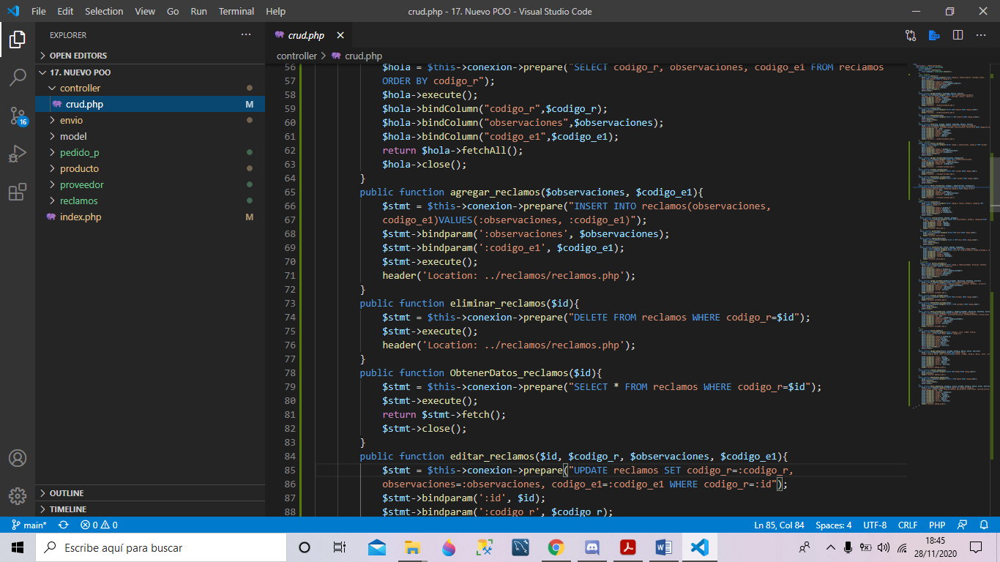 File Edit Selection View Go Run Terminal Help
crud.php - 17. Nuevo POO - Visual Studio Code
EXPLORER
OPEN EDITORS
17. NUEVO POO
controller
crud.php M
envio
model
pedido_p
producto
proveedor
reclamos
index.php M
16
OUTLINE
TIMELINE
crud.php
controller > crud.php
56 $hola = $this->conexion->prepare("SELECT codigo_r, observaciones, codigo_e1 FROM reclamos
57 ORDER BY codigo_r");
58 $hola->execute();
59 $hola->bindColumn("codigo_r",$codigo_r);
60 $hola->bindColumn("observaciones",$observaciones);
61 $hola->bindColumn("codigo_e1",$codigo_e1);
62 return $hola->fetchAll();
63 $hola->close();
64 }
65 public function agregar_reclamos($observaciones, $codigo_e1){
66 $stmt = $this->conexion->prepare("INSERT INTO reclamos(observaciones,
67 codigo_e1)VALUES(:observaciones, :codigo_e1)");
68 $stmt->bindparam(':observaciones', $observaciones);
69 $stmt->bindparam(':codigo_e1', $codigo_e1);
70 $stmt->execute();
71 header('Location: ../reclamos/reclamos.php');
72 }
73 public function eliminar_reclamos($id){
74 $stmt = $this->conexion->prepare("DELETE FROM reclamos WHERE codigo_r=$id");
75 $stmt->execute();
76 header('Location: ../reclamos/reclamos.php');
77 }
78 public function ObtenerDatos_reclamos($id){
79 $stmt = $this->conexion->prepare("SELECT * FROM reclamos WHERE codigo_r=$id");
80 $stmt->execute();
81 return $stmt->fetch();
82 $stmt->close();
83 }
84 public function editar_reclamos($id, $codigo_r, $observaciones, $codigo_e1){
85 $stmt = $this->conexion->prepare("UPDATE reclamos SET codigo_r=:codigo_r,
86 observaciones=:observaciones, codigo_e1=:codigo_e1 WHERE codigo_r=:id");
87 $stmt->bindparam(':id', $id);
88 $stmt->bindparam(':codigo_r', $codigo_r);
main* 0 0 Ln 85, Col 84 Spaces: 4 UTF-8 CRLF PHP
Escribe aquí para buscar
18:45
28/11/2020